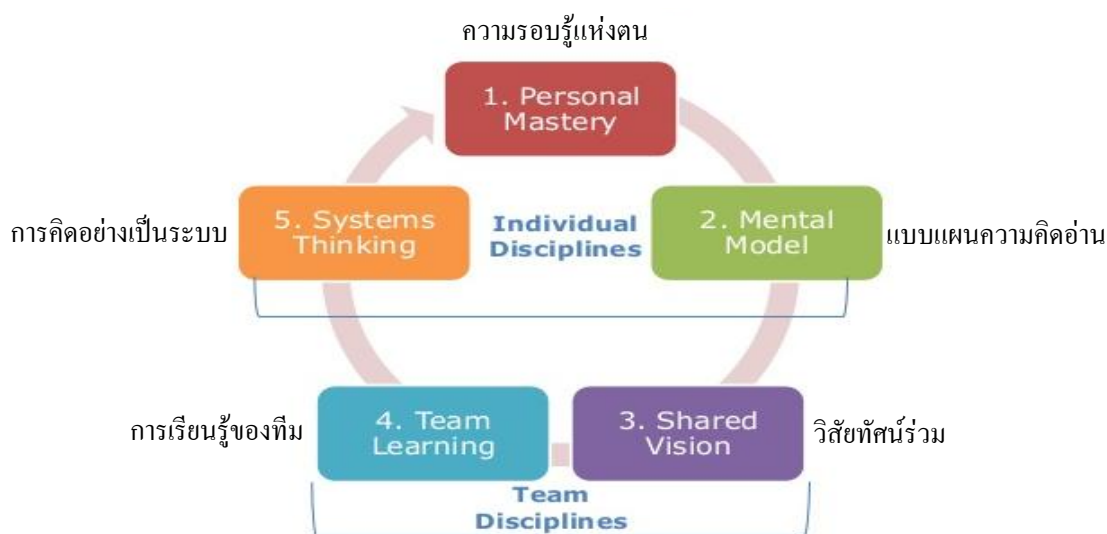 ความรอบรู้แห่งตน
1. Personal
Mastery
การคิดอย่างเป็นระบบ
5. Systems
Thinking
Individual
Disciplines
2. Mental
Model
แบบแผนความคิดอ่าน
การเรียนรู้ของทีม
4. Team
Learning
3. Shared
Vision
วิสัยทัศน์ร่วม
Team
Disciplines